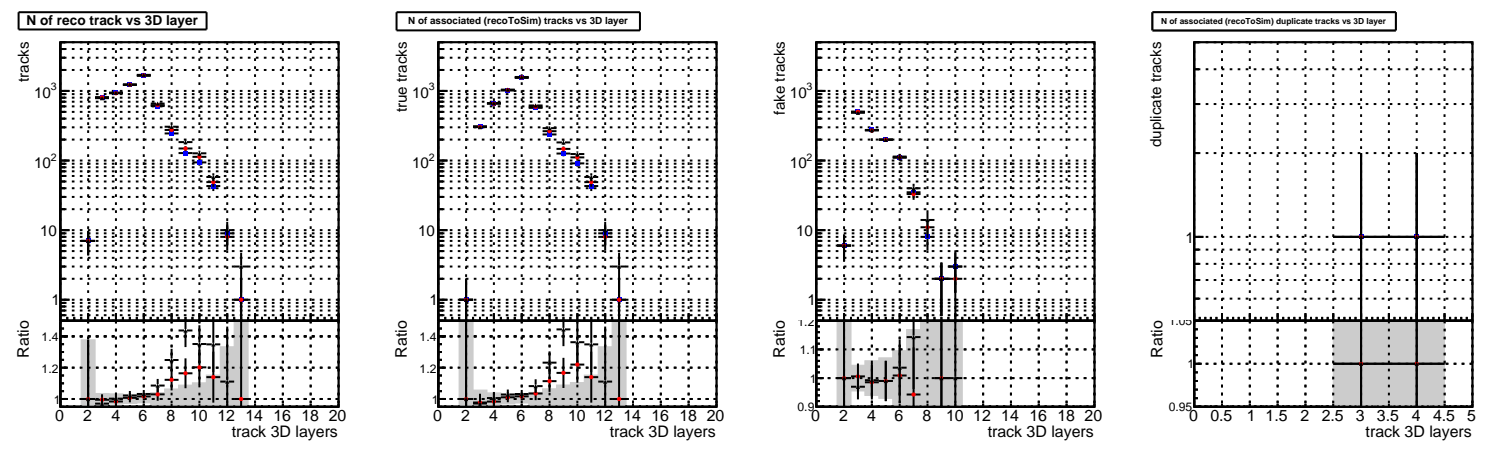 N of reco track vs 3D layer
tracks
10³
10²
10
1
Ratio
1.4
1.2
1
0 2 4 6 8 10 12 14 16 18 20
track 3D layers
N of associated (recoToSim) tracks vs 3D layer
true tracks
10³
10²
10
1
Ratio
1.4
1.2
1
0 2 4 6 8 10 12 14 16 18 20
track 3D layers
fake tracks
10³
10²
10
1
Ratio
1.2
1.1
1
0.9
0 2 4 6 8 10 12 14 16 18 20
track 3D layers
N of associated (recoToSim) duplicate tracks vs 3D layer
duplicate tracks
1
Ratio
1.05
1
0.95
0 0.5 1 1.5 2 2.5 3 3.5 4 4.5 5
track 3D layers